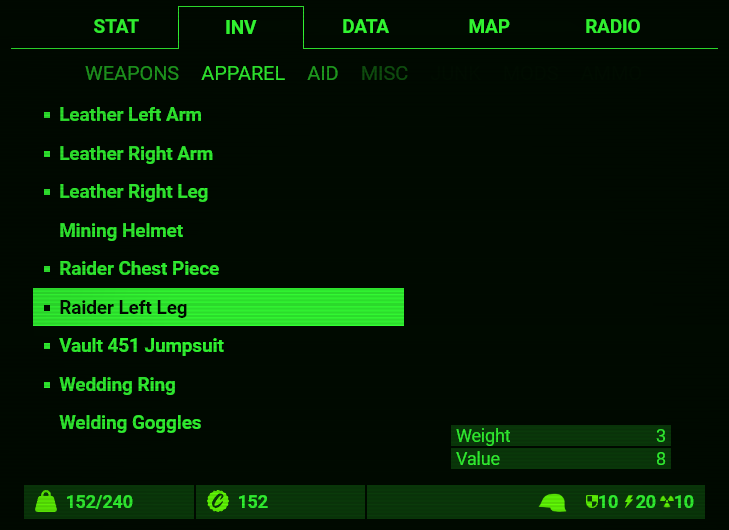 STAT INV DATA MAP RADIO
WEAPONS APPAREL AID MISC
Leather Left Arm
Leather Right Arm
Leather Right Leg
Mining Helmet
Raider Chest Piece
Raider Left Leg
Vault 451 Jumpsuit
Wedding Ring
Welding Goggles
Weight 3
Value 8
152/240 152 10 20 10